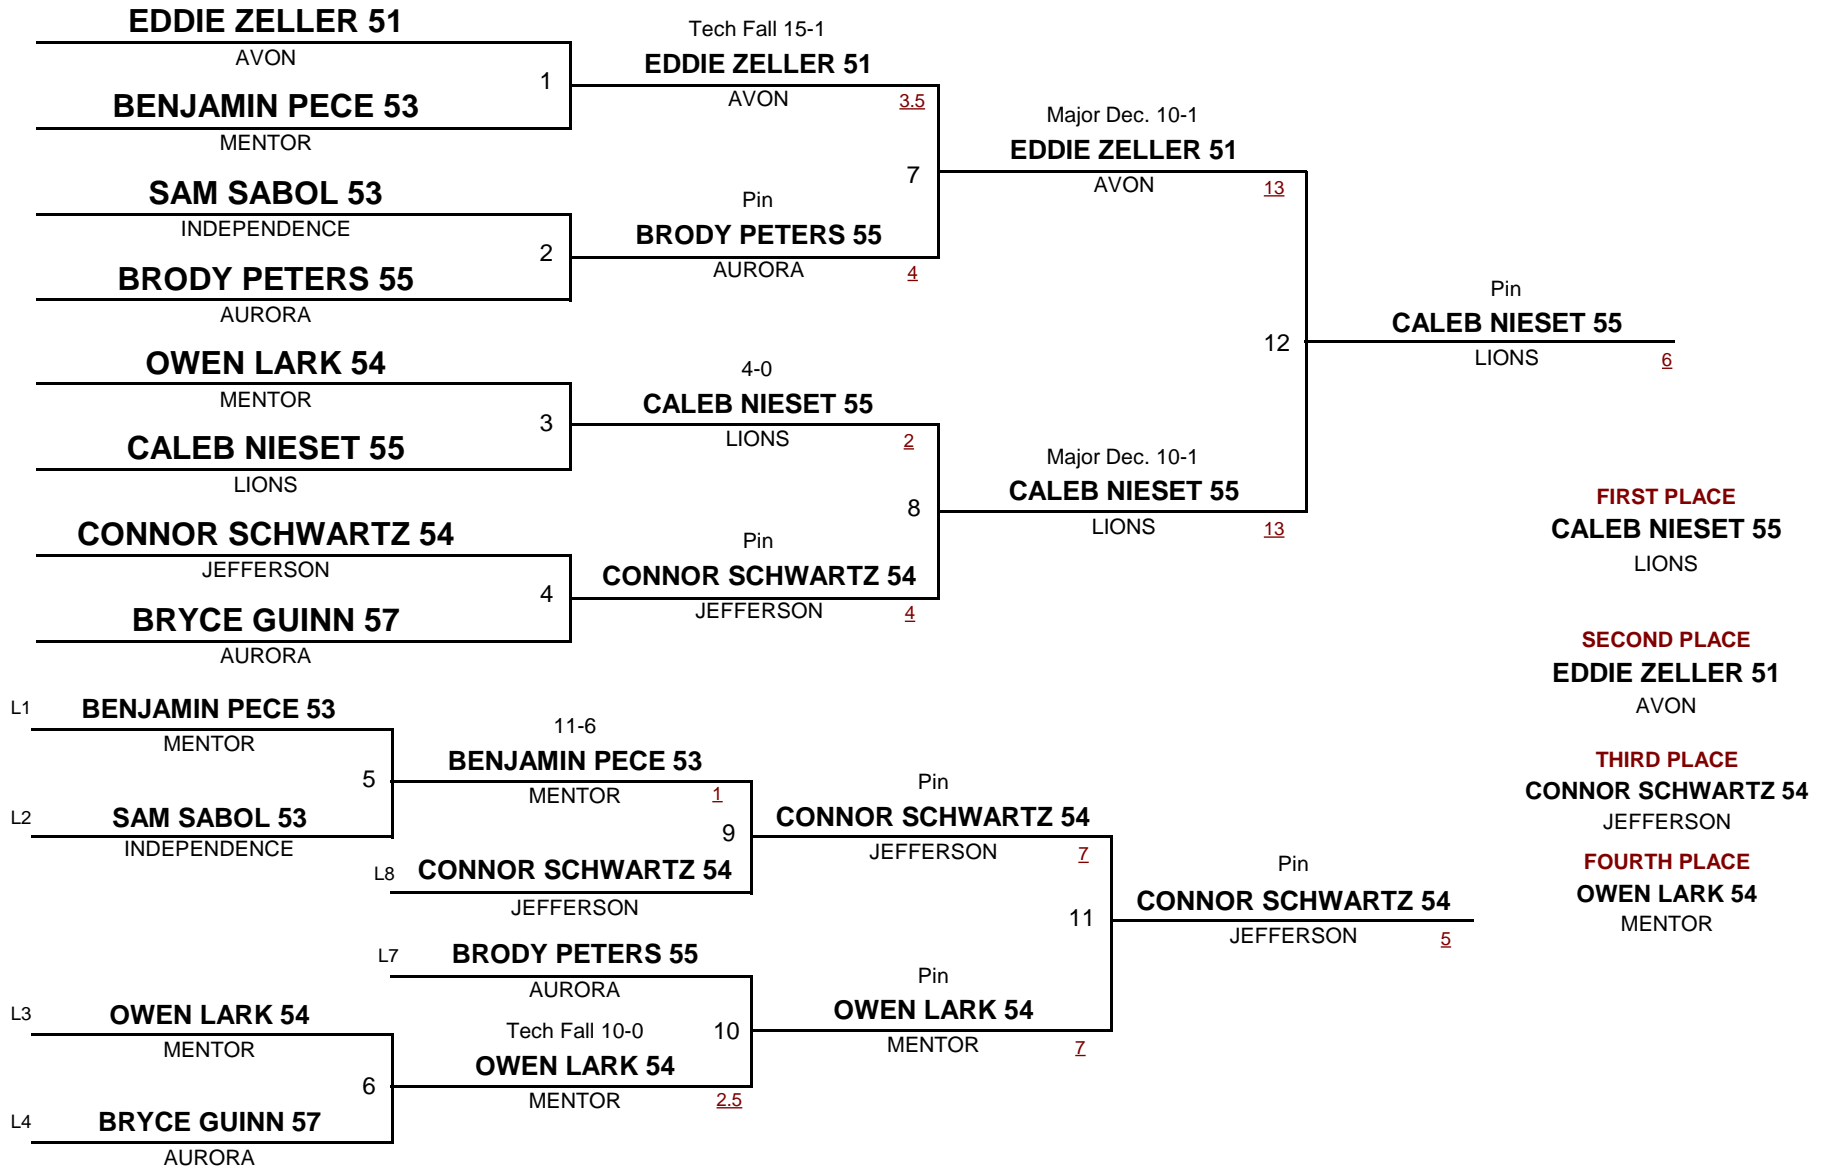 EDDIE ZELLER 51
AVON
1
BENJAMIN PECE 53
MENTOR
SAM SABOL 53
INDEPENDENCE
2
BRODY PETERS 55
AURORA
OWEN LARK 54
MENTOR
3
CALEB NIESET 55
LIONS
CONNOR SCHWARTZ 54
JEFFERSON
4
BRYCE GUINN 57
AURORA
Tech Fall 15-1
EDDIE ZELLER 51
AVON 3.5
7
Pin
BRODY PETERS 55
AURORA 4
4-0
CALEB NIESET 55
LIONS 2
8
Pin
CONNOR SCHWARTZ 54
JEFFERSON 4
Major Dec. 10-1
EDDIE ZELLER 51
AVON 13
12
Major Dec. 10-1
CALEB NIESET 55
LIONS 13
Pin
CALEB NIESET 55
LIONS 6
FIRST PLACE
CALEB NIESET 55
LIONS
SECOND PLACE
EDDIE ZELLER 51
AVON
THIRD PLACE
CONNOR SCHWARTZ 54
JEFFERSON
FOURTH PLACE
OWEN LARK 54
MENTOR
L1 BENJAMIN PECE 53
MENTOR
5
L2 SAM SABOL 53
INDEPENDENCE
11-6
BENJAMIN PECE 53
MENTOR 1
9
L8 CONNOR SCHWARTZ 54
JEFFERSON
L7 BRODY PETERS 55
AURORA
10
L3 OWEN LARK 54
MENTOR
6
L4 BRYCE GUINN 57
AURORA
Tech Fall 10-0
OWEN LARK 54
MENTOR 2.5
Pin
CONNOR SCHWARTZ 54
JEFFERSON 7
11
Pin
OWEN LARK 54
MENTOR 7
Pin
CONNOR SCHWARTZ 54
JEFFERSON 5